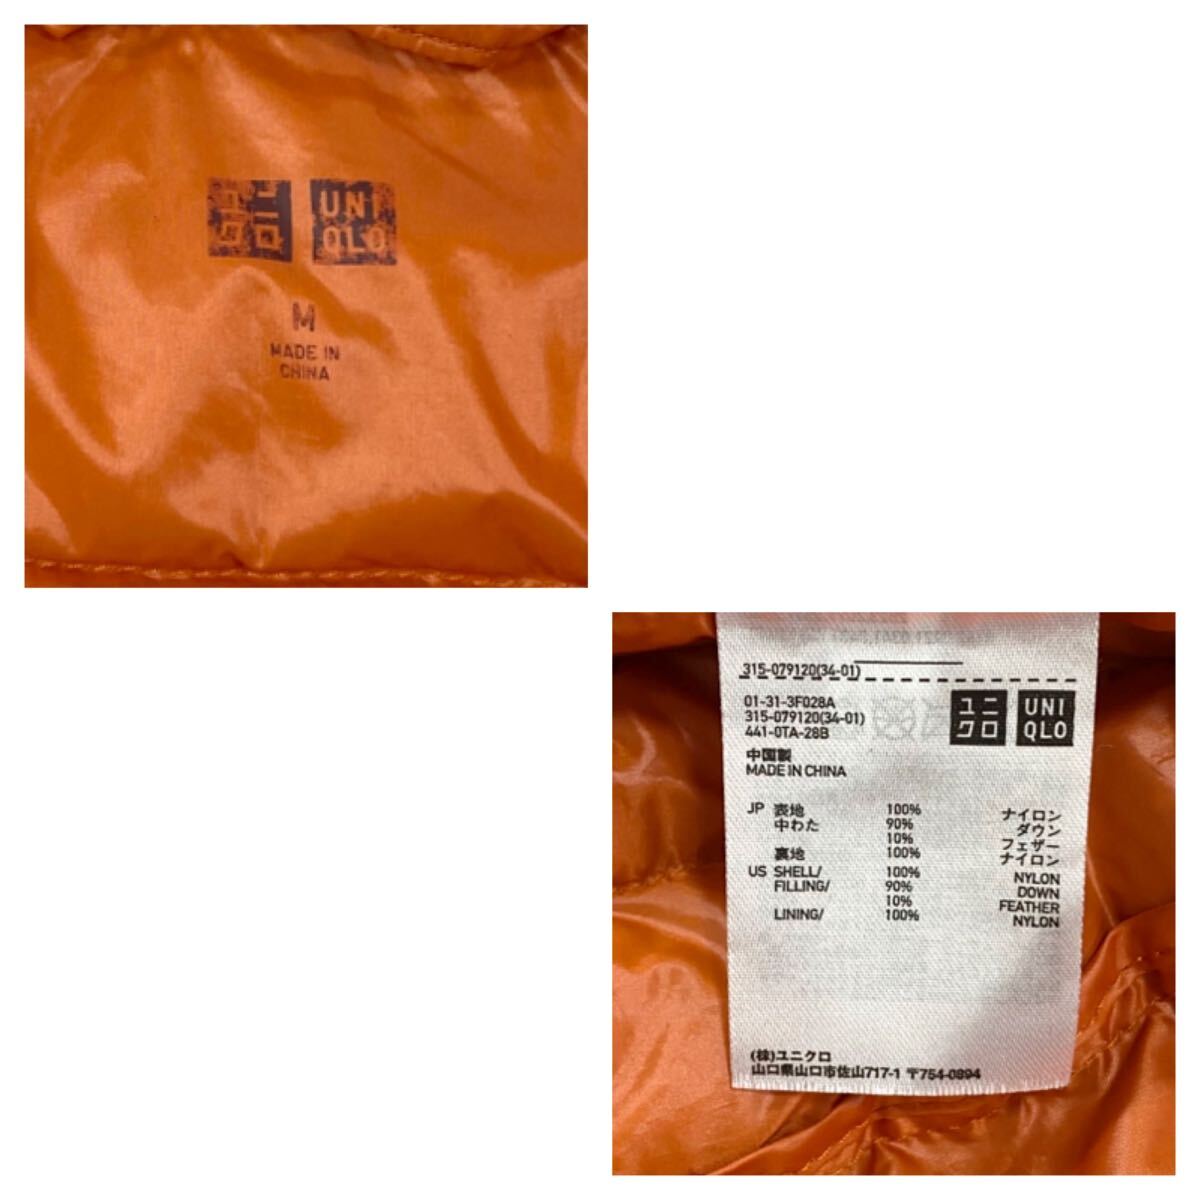 ユニ
クロ
UNI
QLO
M
MADE IN
CHINA
315-079120(34-01)
01-31-3F028A
315-079120(34-01)
441-0TA-28B
ユニ
クロ
UNI
QLO
中国製
MADE IN CHINA
JP 表地 100% ナイロン
中わた 90% ダウン
10% フェザー
裏地 100% ナイロン
US SHELL/ 100% NYLON
FILLING/ 90% DOWN
10% FEATHER
LINING/ 100% NYLON
(株)ユニクロ
山口県山口市佐山717-1 〒754-0894